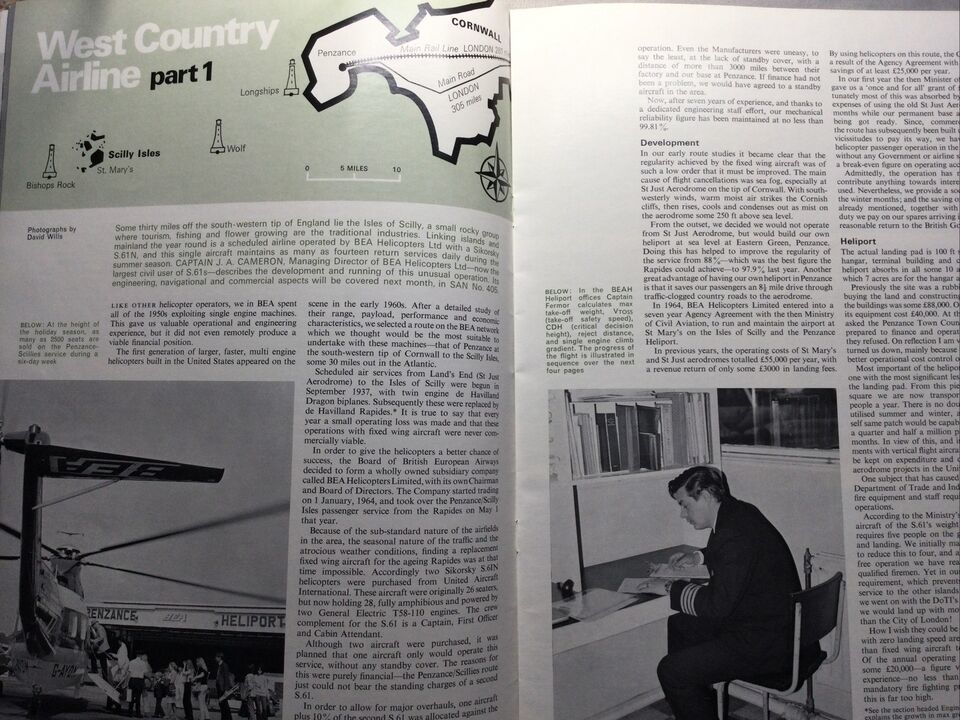 West Country
Airline part 1
CORNWALL
Penzance
Main Rail Line LONDON 281
Main Road
LONDON
305 miles
Longships
Wolf
Scilly Isles
St. Mary's
Bishops Rock
0 5 MILES 10
Photographs by
David Wills
Some thirty miles off the south-western tip of England lie the Isles of Scilly, a small rocky group
where tourism, fishing and flower growing are the traditional industries. Linking islands and
mainland the year round is a scheduled airline operated by BEA Helicopters Ltd with a Sikorsky
S.61N, and this single aircraft maintains as many as fourteen return services daily during the
summer season. CAPTAIN J. A. CAMERON, Managing Director of BEA Helicopters Ltd—now the
largest civil user of S.61s—describes the development and running of this unusual operation. Its
engineering, navigational and commercial aspects will be covered next month, in SAN No. 405.
BELOW: At the height
of the holiday season, as
many as 2800 seats are
sold on the Penzance-
Scillies service during a
six-day week
LIKE OTHER helicopter operators, we in BEA spent
all of the 1950s exploiting single engine machines.
This gave us valuable operational and engineering
experience, but it did not even remotely produce a
viable financial position.
The first generation of larger, faster, multi engine
helicopters built in the United States appeared on the
scene in the early 1960s. After a detailed study of
their range, payload, performance and economic
characteristics, we selected a route on the BEA network
which we thought would be the most suitable to
undertake with these machines—that of Penzance at
the south-western tip of Cornwall to the Scilly Isles,
some 30 miles out in the Atlantic.
Scheduled air services from Land's End (St Just
Aerodrome) to the Isles of Scilly were begun in
September 1937, with twin engine de Havilland
Dragon biplanes. Subsequently these were replaced by
de Havilland Rapides.* It is true to say that every
year a small operating loss was made and that these
operations with fixed wing aircraft were never com-
mercially viable.
In order to give the helicopters a better chance of
success, the Board of British European Airways
decided to form a wholly owned subsidiary company
called BEA Helicopters Limited, with its own Chairman
and Board of Directors. The Company started trading
on 1 January, 1964, and took over the Penzance/Scilly
Isles passenger service from the Rapides on May 1
that year.
Because of the sub-standard nature of the airfields
in the area, the seasonal nature of the traffic and the
atrocious weather conditions, finding a replacement
fixed wing aircraft for the ageing Rapides was at that
time impossible. Accordingly two Sikorsky S.61N
helicopters were purchased from United Aircraft
International. These aircraft were originally 26 seaters,
but now holding 28, fully amphibious and powered by
two General Electric T58-110 engines. The crew
complement for the S.61 is a Captain, First Officer
and Cabin Attendant.
Although two aircraft were purchased, it was
planned that one aircraft only would operate this
service, without any standby cover. The reasons for
this were purely financial—the Penzance/Scillies route
just could not bear the standing charges of a second
S.61.
In order to allow for major overhauls, one aircraft
plus 10% of the second S.61 was allocated against the
BEA
PENZANCE
HELIPORT
operation. Even the Manufacturers were uneasy, to
say the least, at the lack of standby cover, with a
distance of more than 3000 miles between their
factory and our base at Penzance. If finance had not
been a problem, we would have agreed to a standby
aircraft in the area.
Now, after seven years of experience, and thanks to
a dedicated engineering staff effort, our mechanical
reliability figure has been maintained at no less than
99.81%.
Development
In our early route studies it became clear that the
regularity achieved by the fixed wing aircraft was of
such a low order that it must be improved. The main
cause of flight cancellations was sea fog, especially at
St Just Aerodrome on the tip of Cornwall. With south-
westerly winds, warm moist air strikes the Cornish
cliffs, then rises, cools and condenses out as mist on
the aerodrome some 250 ft above sea level.
From the outset, we decided we would not operate
from St Just Aerodrome, but would build our own
heliport at sea level at Eastern Green, Penzance.
Doing this has helped to improve the regularity of
the service from 88%—which was the best figure the
Rapides could achieve—to 97.9% last year. Another
great advantage of having our own heliport in Penzance
is that it saves our passengers an 8½ mile drive through
traffic-clogged country roads to the aerodrome.
In 1964, BEA Helicopters Limited entered into a
seven year Agency Agreement with the then Ministry
of Civil Aviation, to run and maintain the airport at
St Mary's on the Isles of Scilly and the Penzance
Heliport.
In previous years, the operating costs of St Mary's
and St Just aerodromes totalled £55,000 per year, with
a revenue return of only some £3000 in landing fees.
BELOW: In the BEAH
Heliport offices Captain
Fermor calculates max
take-off weight, Vross
(take-off safety speed),
CDH (critical decision
height), reject distance,
and single engine climb
gradient. The progress of
the flight is illustrated in
sequence over the next
four pages
By using helicopters on this route, the
a result of the Agency Agreement with
savings of at least £25,000 per year.
In our first year the then Minister of
gave us a 'once and for all' grant of
tunately most of this was absorbed by
expenses of using the old St Just Aer
months while our permanent base a
being got ready. Since, commerc
the route has subsequently been built
vicissitudes to pay its way, we hav
helicopter passenger operation in the
without any Government or airline s
a break-even figure on operating acc
Admittedly, the operation has
contribute anything towards interes
used. Nevertheless, we provide a soc
the winter months; and the saving o
already mentioned, together with
duty we pay on our spares arriving i
reasonable return to the British Go
Heliport
The actual landing pad is 100 ft
hangar, terminal building and c
heliport absorbs in all some 10 a
which 7 acres are for the hangar a
Previously the site was a rubbi
buying the land and constructing
the buildings was some £88,000. O
its equipment cost £40,000. At th
asked the Penzance Town Counc
prepared to finance and operat
they refused. On reflection I am v
turned us down, mainly because
better operational cost control o
Most important of the helipor
one with the most significant les
the landing pad. From this pie
square we are now transport
people a year. There is no dou
utilised summer and winter, a
self same patch would be capab
a quarter and half a million p
months. In view of this, and i
ments with vertical flight aircra
be kept on expenditure and c
aerodrome projects in the Unit
One subject that has caused
Department of Trade and Ind
fire equipment and staff requi
operations.
According to the Ministry's
aircraft of the S.61's weight
requires five people on the g
and landing. We initially ma
to reduce this to four, and a
free operation we have rea
qualified firemen. Yet in ou
requirement, which prevents
service to the other islands
we went on with the DoTI's
we would land up with mo
than the City of London!
How I wish they could be
with zero landing speed are
than fixed wing aircraft t
Of the annual operating
some £20,000—a figure v
experience—no less than
mandatory fire fighting p
this is far too high.
*See the section headed Engin
explains the growth in max gr